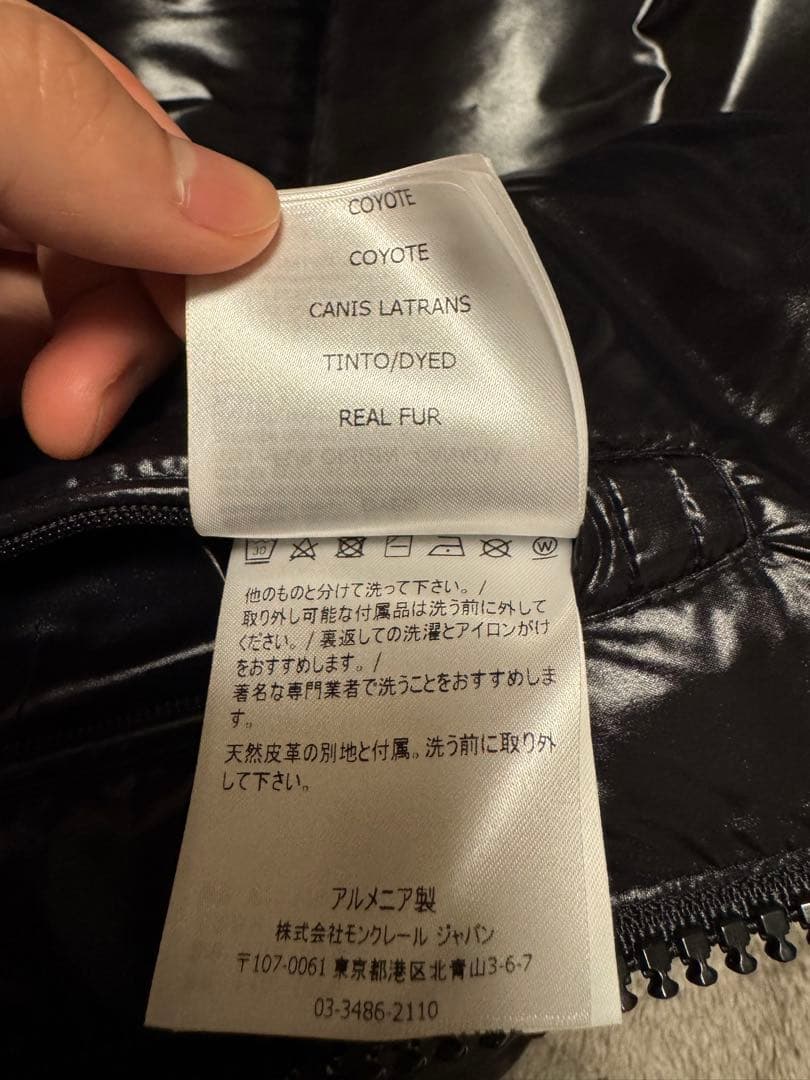 COYOTE
COYOTE
CANIS LATRANS
TINTO/DYED
REAL FUR
30
W
他のものと分けて洗って下さい。/
取り外し可能な付属品は洗う前に外して
ください。/ 裏返しての洗濯とアイロンがけ
をおすすめします。/
著名な専門業者で洗うことをおすすめしま
す。
天然皮革の別地と付属。洗う前に取り外
して下さい。
アルメニア製
株式会社モンクレール ジャパン
〒107-0061 東京都港区北青山3-6-7
03-3486-2110